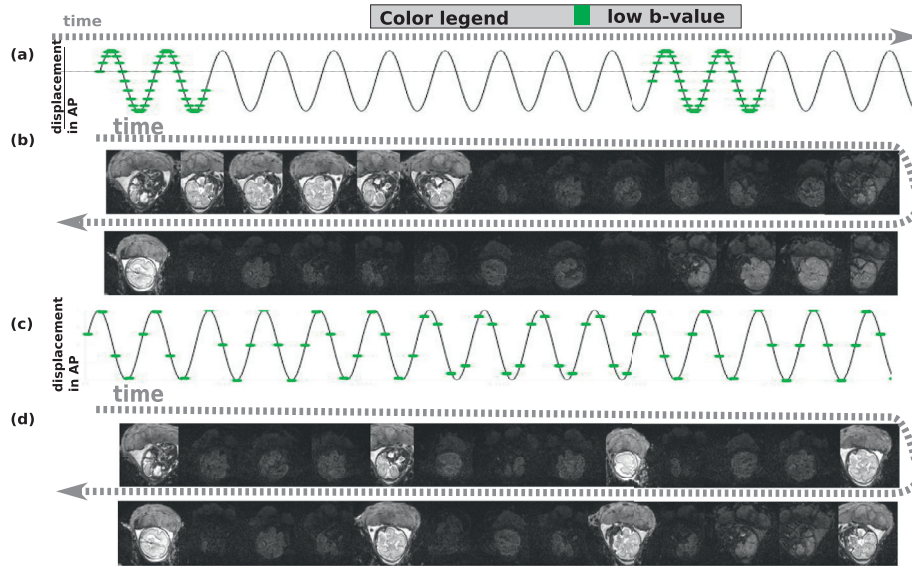 Color legend low b-value
time
(a)
displacement
in AP
time
(b)
(c)
displacement
in AP
time
(d)